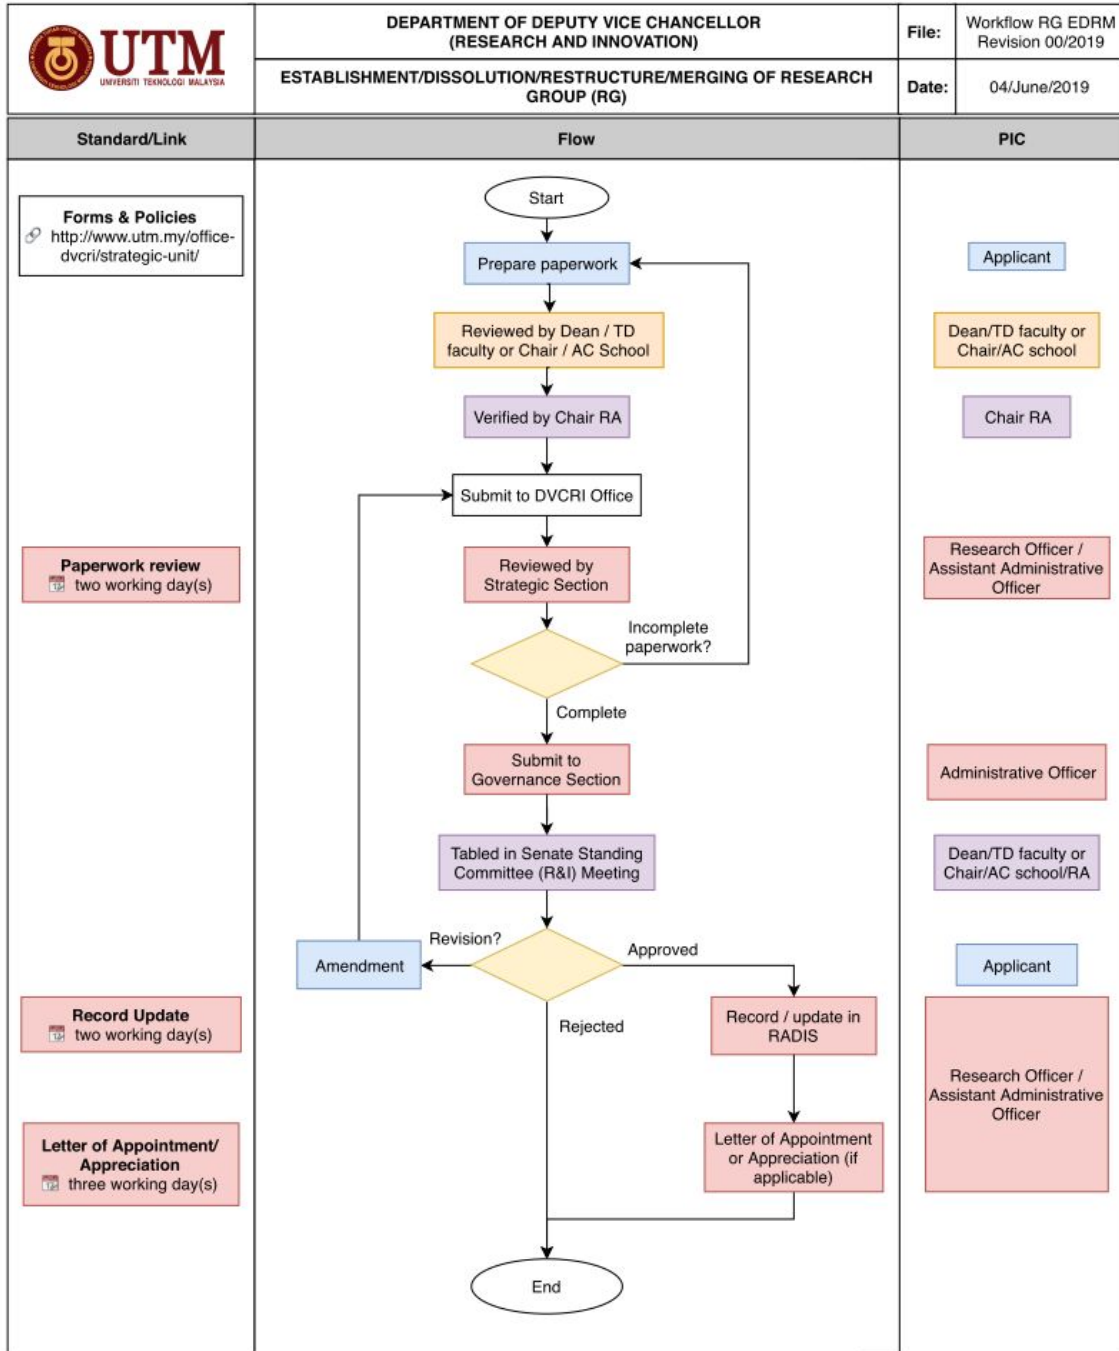 UTM
UNIVERSITI TEKNOLOGI MALAYSIA
DEPARTMENT OF DEPUTY VICE CHANCELLOR
(RESEARCH AND INNOVATION)
File:
Workflow RG EDRM
Revision 00/2019
ESTABLISHMENT/DISSOLUTION/RESTRUCTURE/MERGING OF RESEARCH
GROUP (RG)
Date:
04/June/2019
Standard/Link
Flow
PIC
Start
Forms & Policies
http://www.utm.my/office-
dvcri/strategic-unit/
Prepare paperwork
Applicant
Reviewed by Dean / TD
faculty or Chair / AC School
Dean/TD faculty or
Chair/AC school
Verified by Chair RA
Chair RA
Submit to DVCRI Office
Paperwork review
two working day(s)
Reviewed by
Strategic Section
Research Officer /
Assistant Administrative
Officer
Incomplete
paperwork?
Complete
Submit to
Governance Section
Administrative Officer
Tabled in Senate Standing
Committee (R&I) Meeting
Dean/TD faculty or
Chair/AC school/RA
Revision?
Approved
Amendment
Applicant
Rejected
Record Update
two working day(s)
Record / update in
RADIS
Research Officer /
Assistant Administrative
Officer
Letter of Appointment/
Appreciation
three working day(s)
Letter of Appointment
or Appreciation (if
applicable)
End